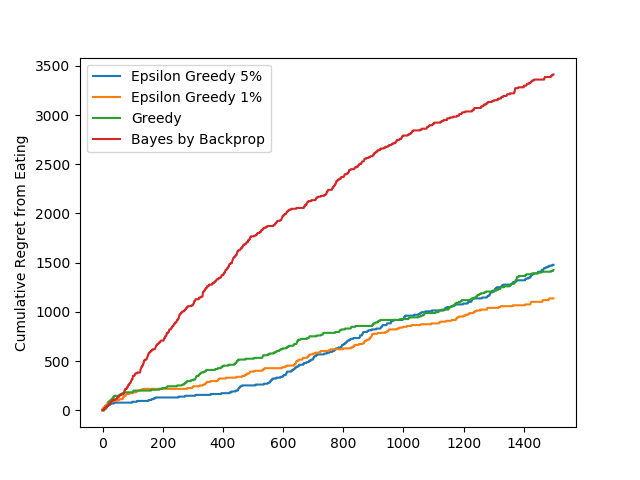 3500
3000
2500
2000
1500
1000
500
0
Cumulative Regret from Eating
Epsilon Greedy 5%
Epsilon Greedy 1%
Greedy
Bayes by Backprop
0 200 400 600 800 1000 1200 1400